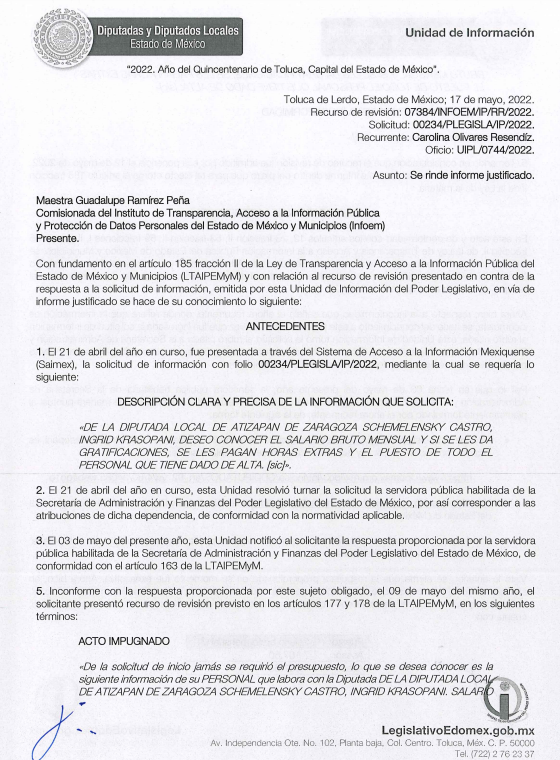 Diputadas y Diputados Locales
Estado de México
Unidad de Información
"2022. Año del Quincentenario de Toluca, Capital del Estado de México".
Toluca de Lerdo, Estado de México; 17 de mayo, 2022.
Recurso de revisión: 07384/INFOEM/IP/RR/2022.
Solicitud: 00234/PLEGISLA/IP/2022.
Recurrente: Carolina Olivares Resendíz.
Oficio: UIPL/0744/2022.
Asunto: Se rinde informe justificado.
Maestra Guadalupe Ramírez Peña
Comisionada del Instituto de Transparencia, Acceso a la Información Pública
y Protección de Datos Personales del Estado de México y Municipios (Infoem)
Presente.
Con fundamento en el artículo 185 fracción II de la Ley de Transparencia y Acceso a la Información Pública del
Estado de México y Municipios (LTAIPEMyM) y con relación al recurso de revisión presentado en contra de la
respuesta a la solicitud de información, emitida por esta Unidad de Información del Poder Legislativo, en vía de
informe justificado se hace de su conocimiento lo siguiente:
ANTECEDENTES
1. El 21 de abril del año en curso, fue presentada a través del Sistema de Acceso a la Información Mexiquense
(Saimex), la solicitud de información con folio 00234/PLEGISLA/IP/2022, mediante la cual se requería lo
siguiente:
DESCRIPCIÓN CLARA Y PRECISA DE LA INFORMACIÓN QUE SOLICITA:
«DE LA DIPUTADA LOCAL DE ATIZAPAN DE ZARAGOZA SCHEMELENSKY CASTRO,
INGRID KRASOPANI, DESEO CONOCER EL SALARIO BRUTO MENSUAL Y SI SE LES DA
GRATIFICACIONES, SE LES PAGAN HORAS EXTRAS Y EL PUESTO DE TODO EL
PERSONAL QUE TIENE DADO DE ALTA. [sic]».
2. El 21 de abril del año en curso, esta Unidad resolvió turnar la solicitud la servidora pública habilitada de la
Secretaría de Administración y Finanzas del Poder Legislativo del Estado de México, por así corresponder a las
atribuciones de dicha dependencia, de conformidad con la normatividad aplicable.
3. El 03 de mayo del presente año, esta Unidad notificó al solicitante la respuesta proporcionada por la servidora
pública habilitada de la Secretaría de Administración y Finanzas del Poder Legislativo del Estado de México, de
conformidad con el artículo 163 de la LTAIPEMyM.
5. Inconforme con la respuesta proporcionada por este sujeto obligado, el 09 de mayo del mismo año, el
solicitante presentó recurso de revisión previsto en los artículos 177 y 178 de la LTAIPEMyM, en los siguientes
términos:
ACTO IMPUGNADO
«De la solicitud de inicio jamás se requirió el presupuesto, lo que se desea conocer es la
siguiente información de su PERSONAL que labora con la Diputada DE LA DIPUTADA LOCAL
DE ATIZAPAN DE ZARAGOZA SCHEMELENSKY CASTRO, INGRID KRASOPANI. SALARIO
LegislativoEdomex.gob.mx
Av. Independencia Ote. No. 102, Planta baja, Col. Centro. Toluca, Méx. C. P. 50000
Tel. (722) 2 76 23 37